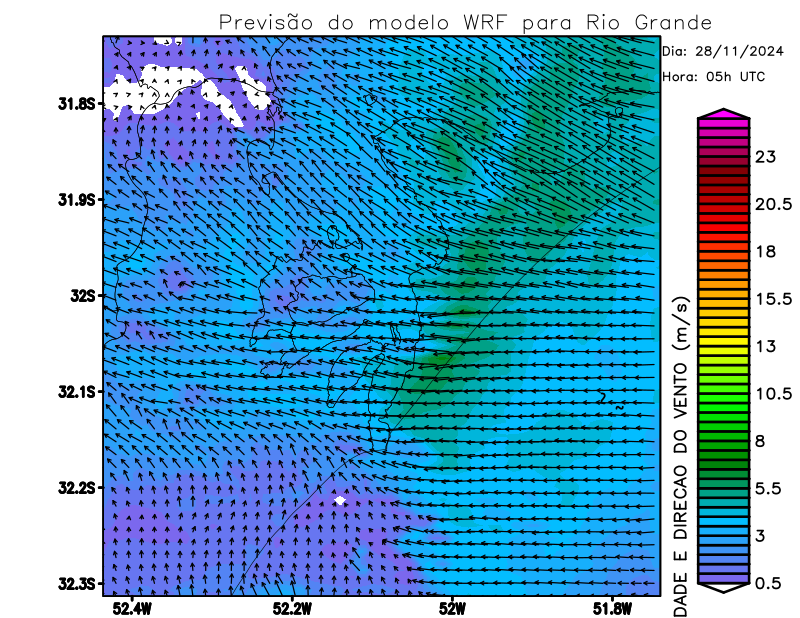 Previsão do modelo WRF para Rio Grande
Dia: 28/11/2024
Hora: 05h UTC
31.8S
31.9S
32S
32.1S
32.2S
32.3S
52.4W
52.2W
52W
51.8W
23
20.5
18
15.5
13
10.5
8
5.5
3
0.5
DADE E DIRECAO DO VENTO (m/s)